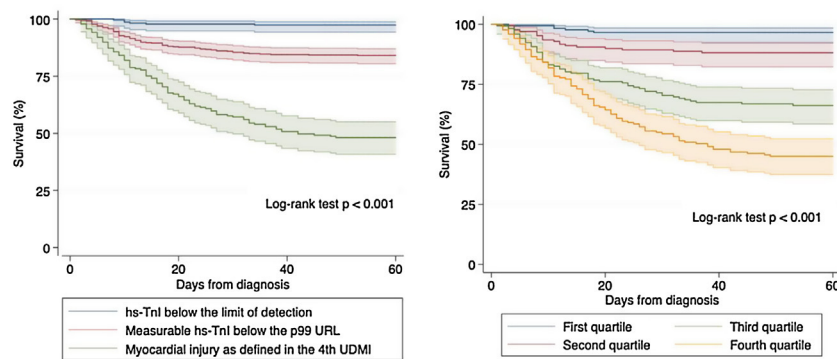 100
75
50
25
0
Survival (%)
Log-rank test p < 0.001
0
20
40
60
Days from diagnosis
hs-TnI below the limit of detection
Measurable hs-TnI below the p99 URL
Myocardial injury as defined in the 4th UDMI
100
75
50
25
0
Survival (%)
Log-rank test p < 0.001
0
20
40
60
Days from diagnosis
First quartile
Third quartile
Second quartile
Fourth quartile